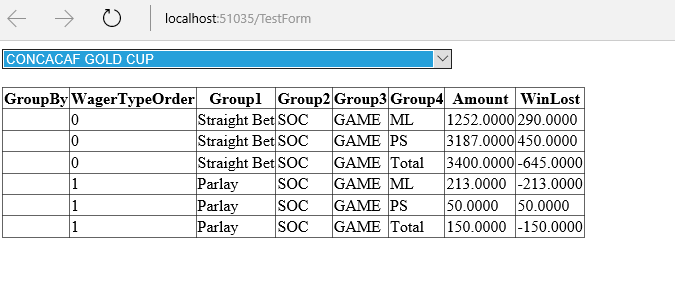 localhost:51035/TestForm
CONCACAF GOLD CUP
GroupBy WagerTypeOrder Group1 Group2 Group3 Group4 Amount WinLost
0 Straight Bet SOC GAME ML 1252.0000 290.0000
0 Straight Bet SOC GAME PS 3187.0000 450.0000
0 Straight Bet SOC GAME Total 3400.0000 -645.0000
1 Parlay SOC GAME ML 213.0000 -213.0000
1 Parlay SOC GAME PS 50.0000 50.0000
1 Parlay SOC GAME Total 150.0000 -150.0000